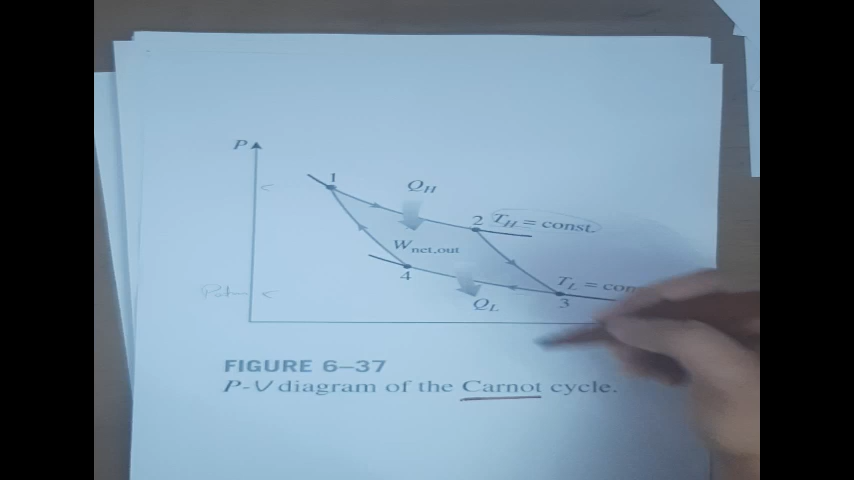 P
1
Q_H
2 T_H = const.
W_net,out
4
T_L = con
Q_L
3
FIGURE 6–37
P-V diagram of the Carnot cycle.